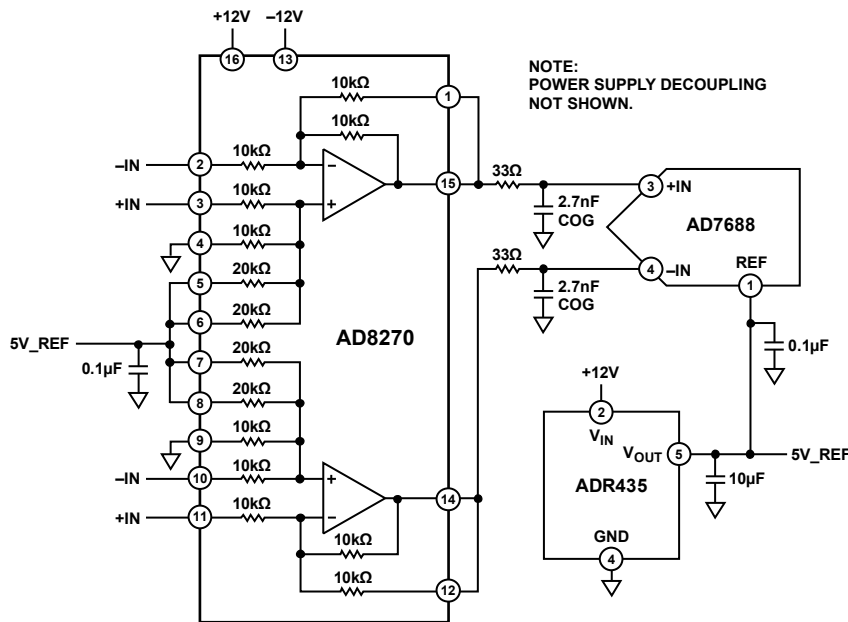 +12V
–12V
16
13
NOTE:
POWER SUPPLY DECOUPLING
NOT SHOWN.
10kΩ
1
10kΩ
–IN
2
10kΩ
–
+IN
3
10kΩ
+
15
33Ω
3
+IN
2.7nF
COG
AD7688
4
10kΩ
5
20kΩ
33Ω
4
–IN
REF
1
2.7nF
COG
6
20kΩ
AD8270
5V_REF
0.1µF
7
20kΩ
0.1µF
8
20kΩ
+12V
2
VIN
9
10kΩ
VOUT
5
5V_REF
–IN
10
10kΩ
+
14
ADR435
10µF
+IN
11
10kΩ
–
10kΩ
GND
4
10kΩ
12